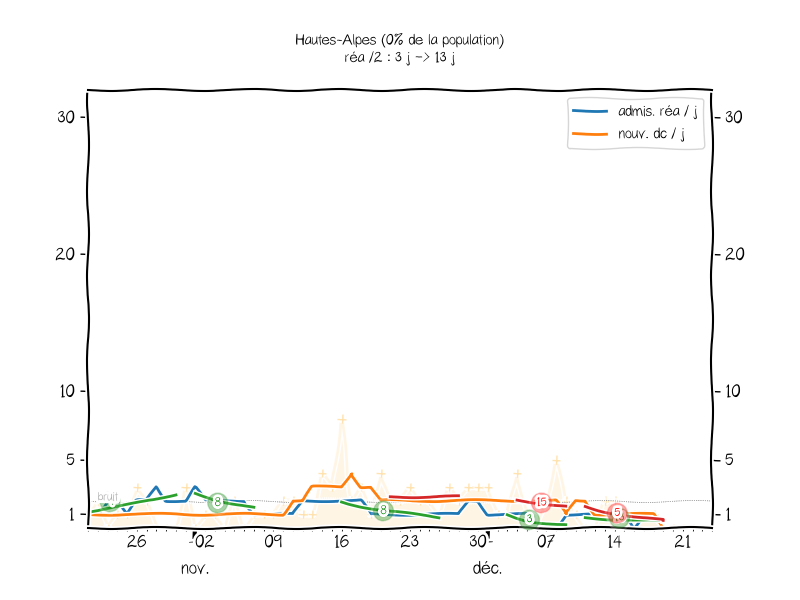 Hautes-Alpes (0% de la population)
réa /2 : 3 j -> 13 j
admis. réa / j
nouv. dc / j
30 30
20 20
10 10
5 5
1 1
bruit
8
8
3
15
5
26 02 09 16 23 30 07 14 21
nov. déc.